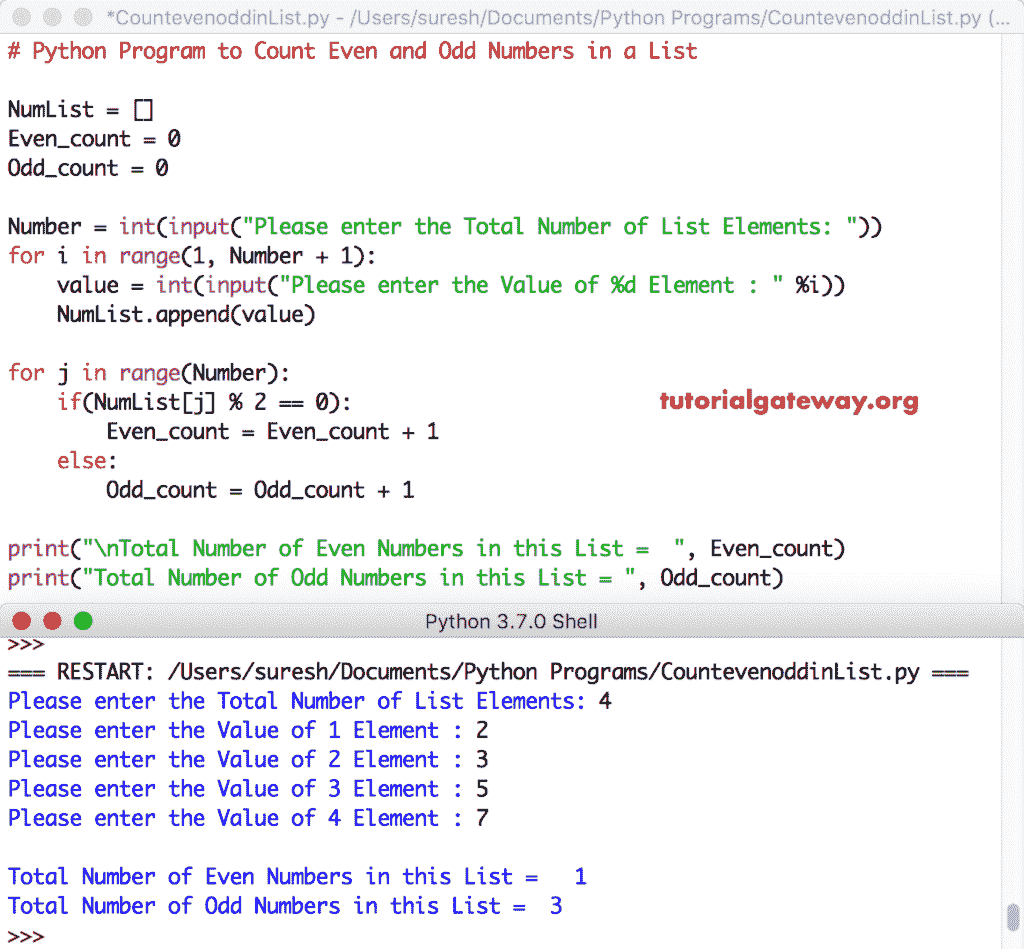 *CountevenoddinList.py - /Users/suresh/Documents/Python Programs/CountevenoddinList.py (...
# Python Program to Count Even and Odd Numbers in a List

NumList = []
Even_count = 0
Odd_count = 0

Number = int(input("Please enter the Total Number of List Elements: "))
for i in range(1, Number + 1):
    value = int(input("Please enter the Value of %d Element : " %i))
    NumList.append(value)

for j in range(Number):
    if(NumList[j] % 2 == 0):
        Even_count = Even_count + 1
    else:
        Odd_count = Odd_count + 1

tutorialgateway.org

print("\nTotal Number of Even Numbers in this List =  ", Even_count)
print("Total Number of Odd Numbers in this List = ", Odd_count)
Python 3.7.0 Shell
>>>
=== RESTART: /Users/suresh/Documents/Python Programs/CountevenoddinList.py ===
Please enter the Total Number of List Elements: 4
Please enter the Value of 1 Element : 2
Please enter the Value of 2 Element : 3
Please enter the Value of 3 Element : 5
Please enter the Value of 4 Element : 7

Total Number of Even Numbers in this List =   1
Total Number of Odd Numbers in this List =  3
>>>